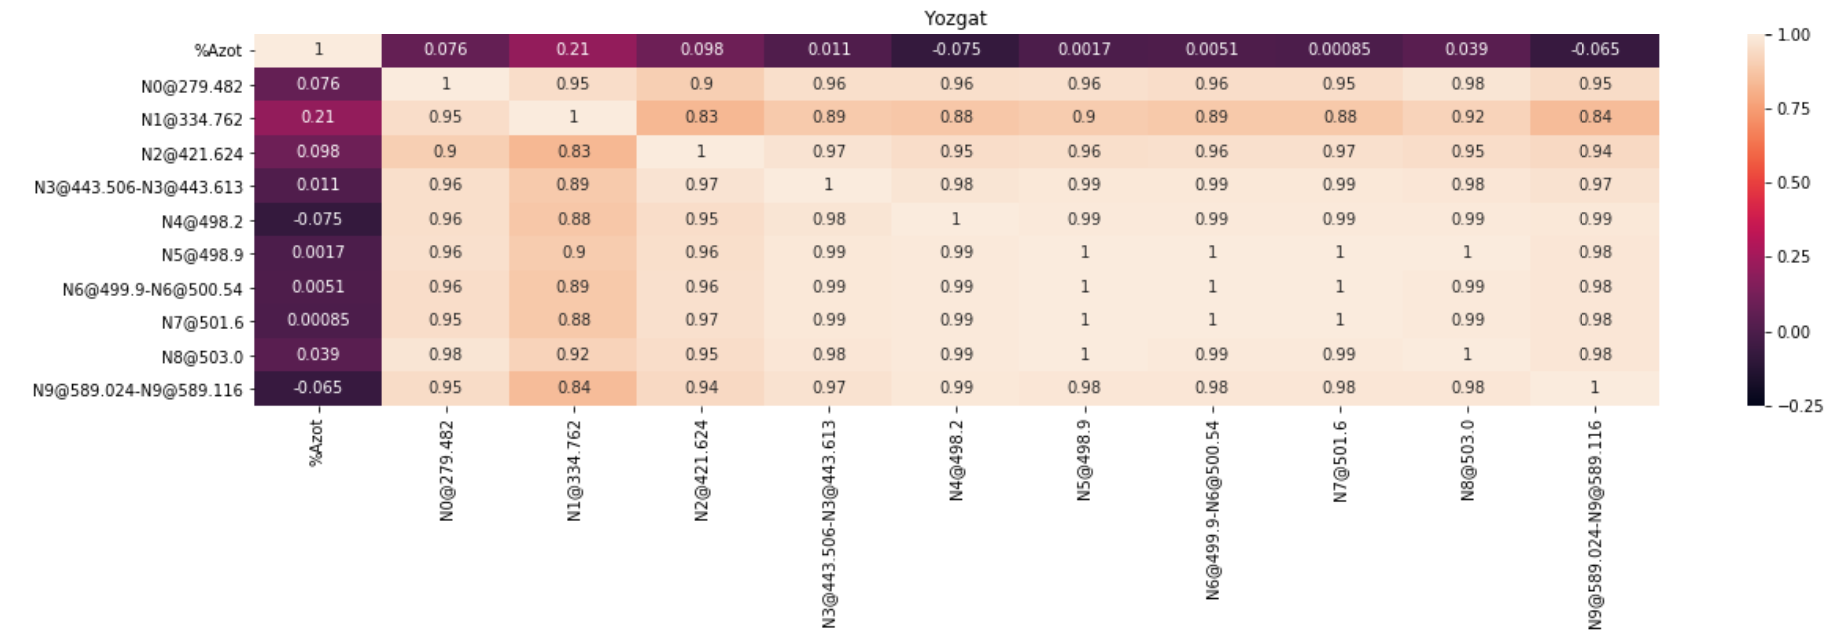 Yozgat
%Azot 1 0.076 0.21 0.098 0.011 -0.075 0.0017 0.0051 0.00085 0.039 -0.065
N0@279.482 0.076 1 0.95 0.9 0.96 0.96 0.96 0.96 0.95 0.98 0.95
N1@334.762 0.21 0.95 1 0.83 0.89 0.88 0.9 0.89 0.88 0.92 0.84
N2@421.624 0.098 0.9 0.83 1 0.97 0.95 0.96 0.96 0.97 0.95 0.94
N3@443.506-N3@443.613 0.011 0.96 0.89 0.97 1 0.98 0.99 0.99 0.99 0.98 0.97
N4@498.2 -0.075 0.96 0.88 0.95 0.98 1 0.99 0.99 0.99 0.99 0.99
N5@498.9 0.0017 0.96 0.9 0.96 0.99 0.99 1 1 1 1 0.98
N6@499.9-N6@500.54 0.0051 0.96 0.89 0.96 0.99 0.99 1 1 1 0.99 0.98
N7@501.6 0.00085 0.95 0.88 0.97 0.99 0.99 1 1 1 0.99 0.98
N8@503.0 0.039 0.98 0.92 0.95 0.98 0.99 1 0.99 0.99 1 0.98
N9@589.024-N9@589.116 -0.065 0.95 0.84 0.94 0.97 0.99 0.98 0.98 0.98 0.98 1
%Azot
N0@279.482
N1@334.762
N2@421.624
N3@443.506-N3@443.613
N4@498.2
N5@498.9
N6@499.9-N6@500.54
N7@501.6
N8@503.0
N9@589.024-N9@589.116
1.00
0.75
0.50
0.25
0.00
−0.25